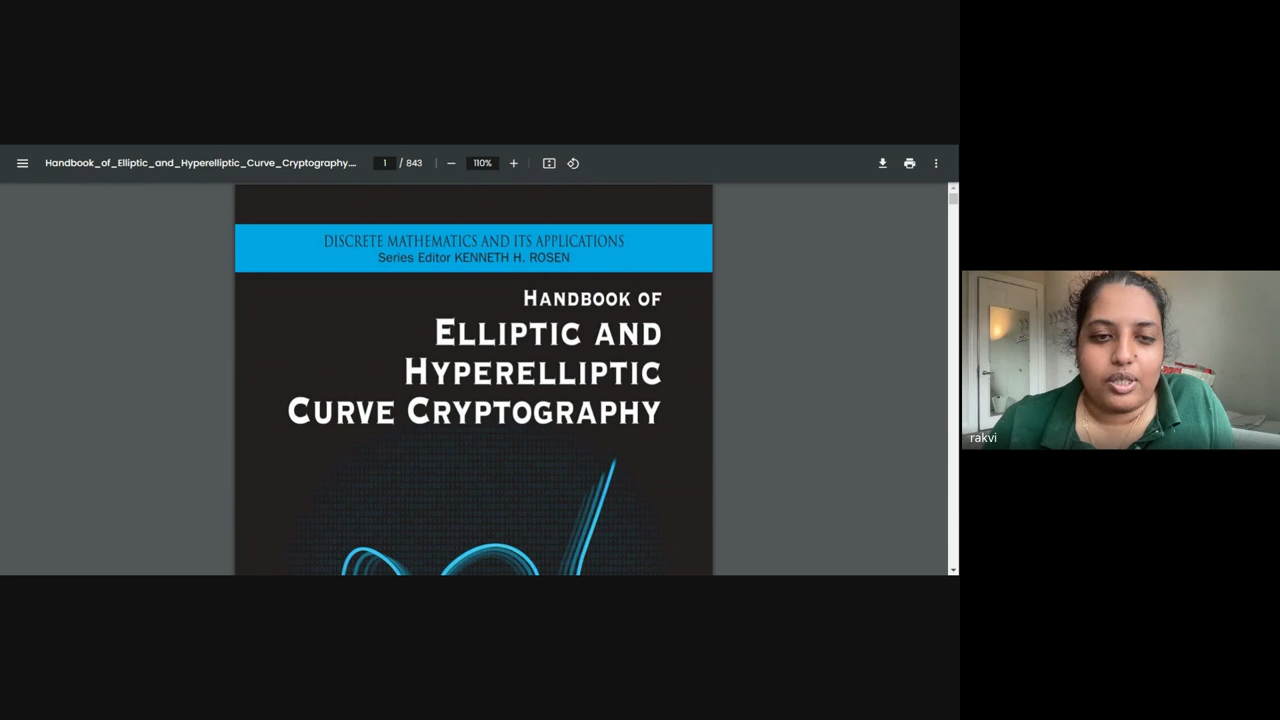 Handbook_of_Elliptic_and_Hyperelliptic_Curve_Cryptography.... 1 / 843 110%
DISCRETE MATHEMATICS AND ITS APPLICATIONS
Series Editor KENNETH H. ROSEN
HANDBOOK OF
ELLIPTIC AND
HYPERELLIPTIC
CURVE CRYPTOGRAPHY
rakvi